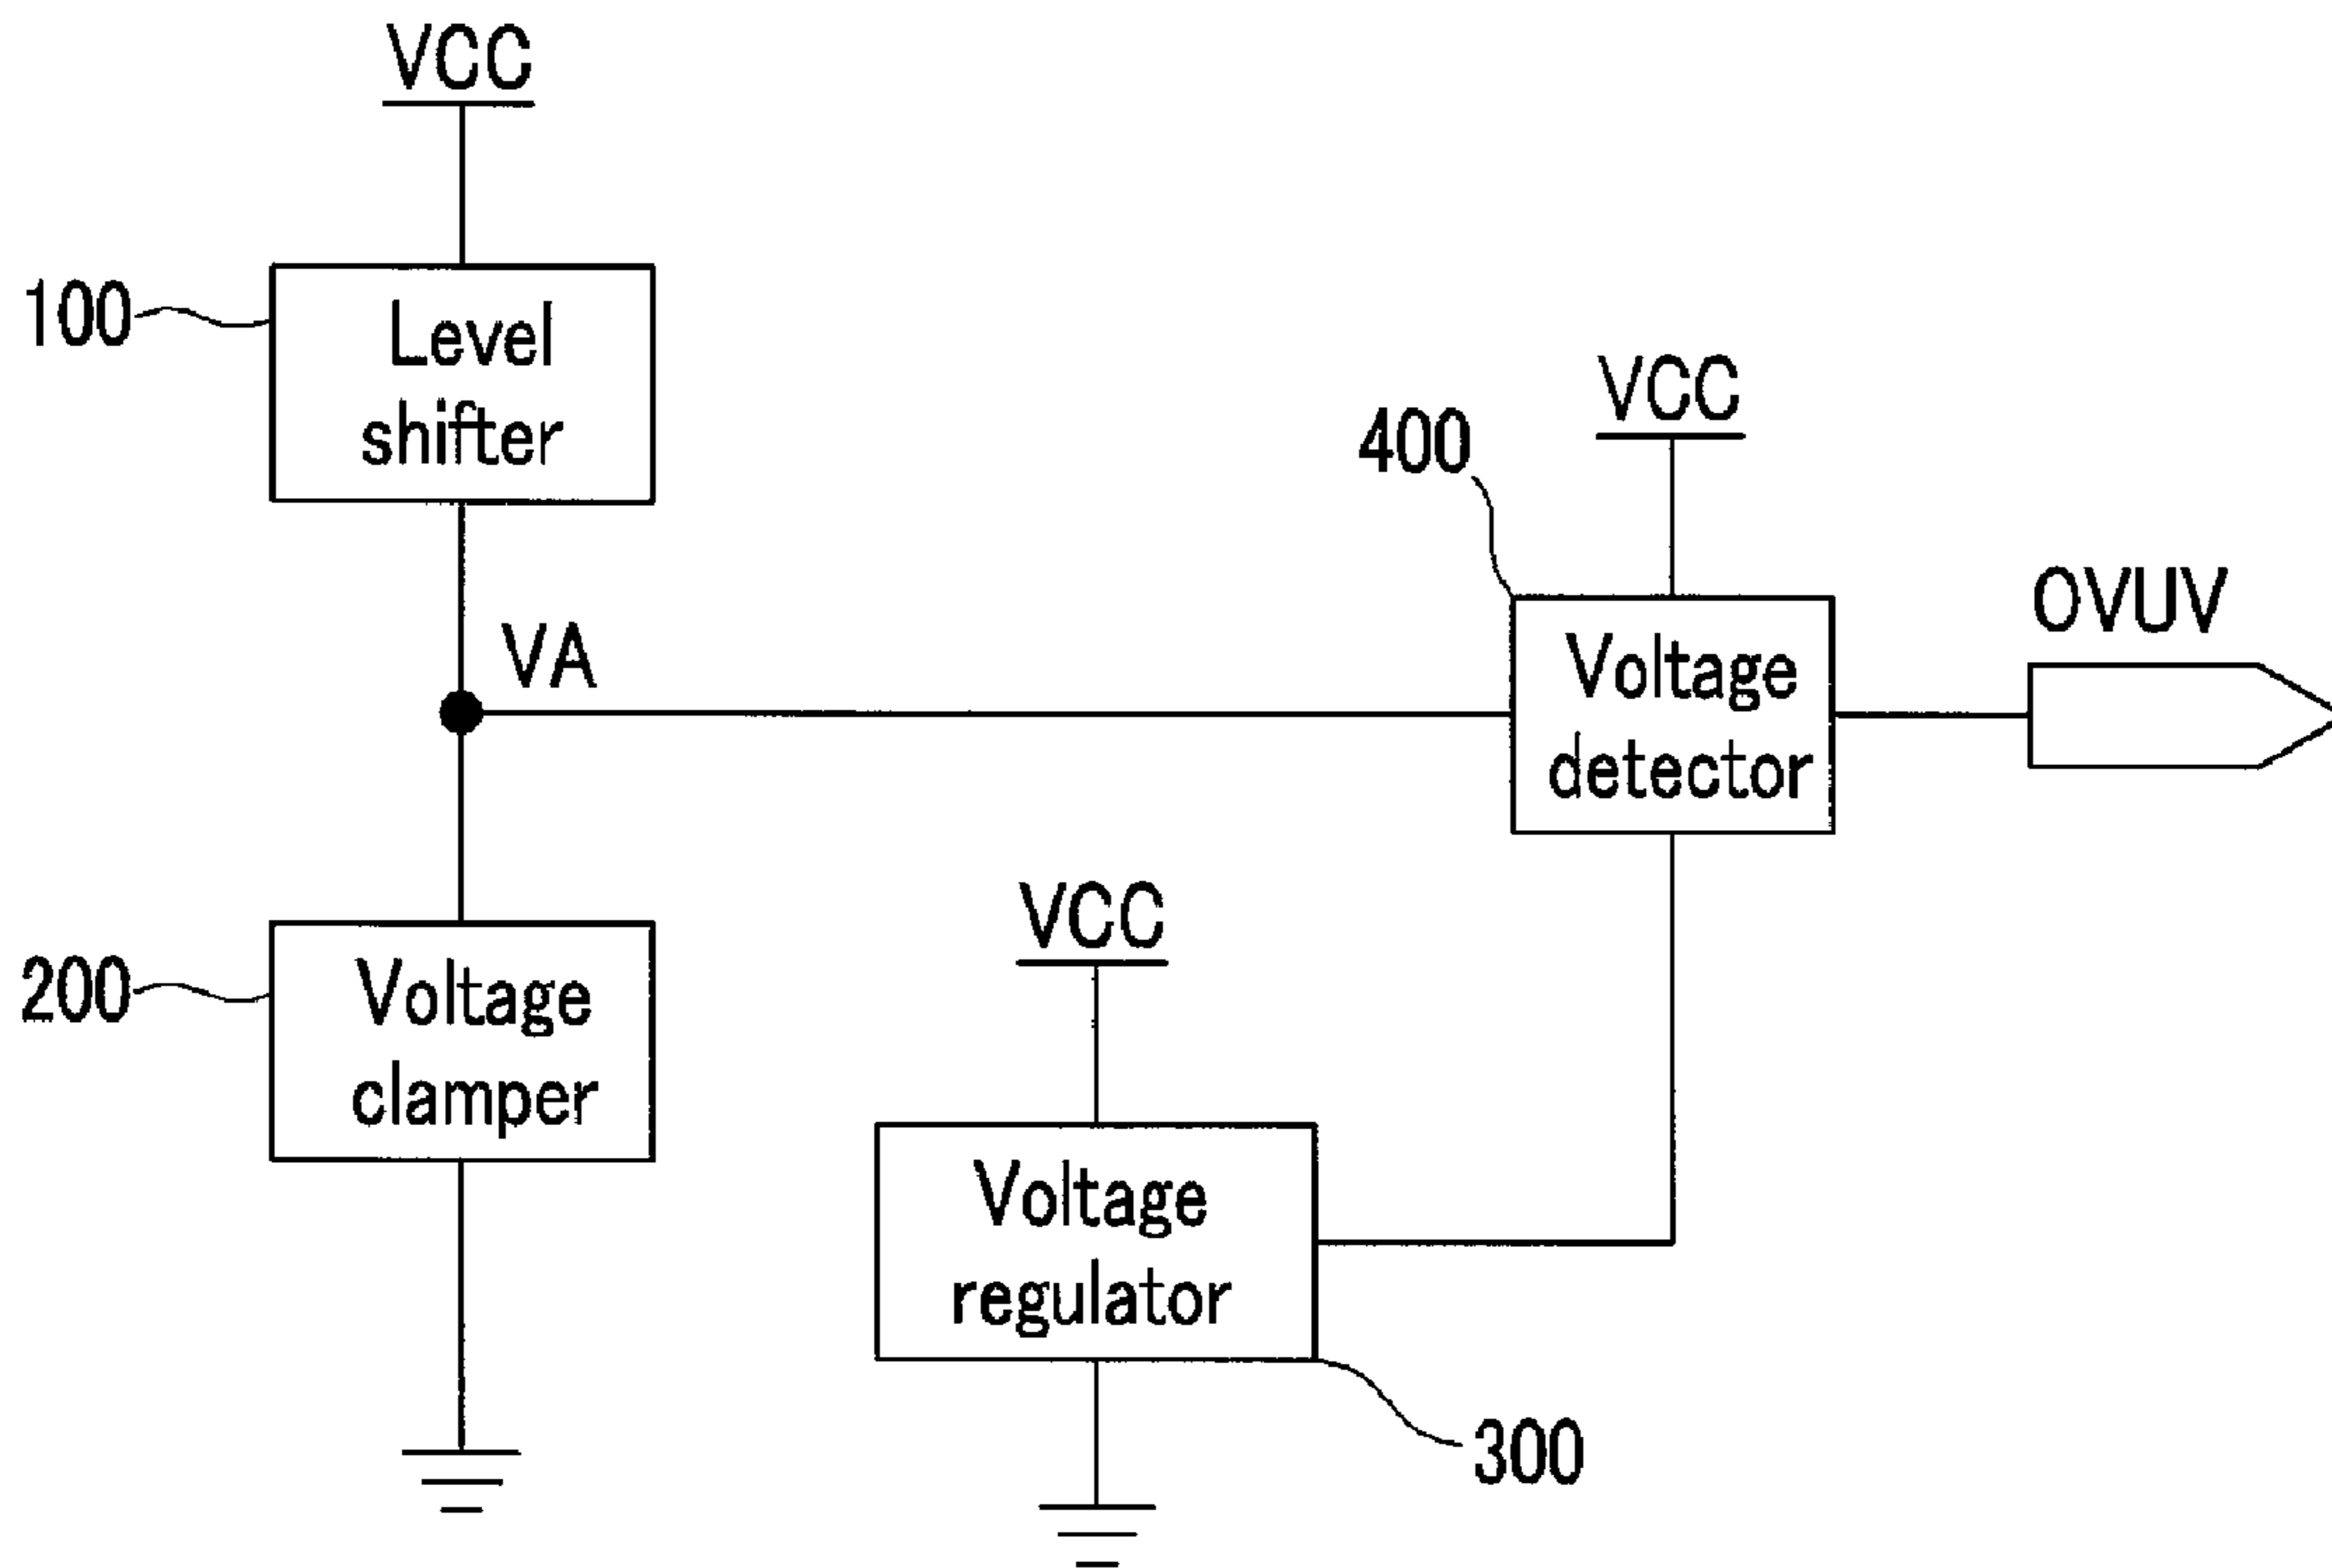 VCC
100
Level
shifter
VCC
400
OVUV
VA
Voltage
detector
VCC
200
Voltage
clamper
Voltage
regulator
300